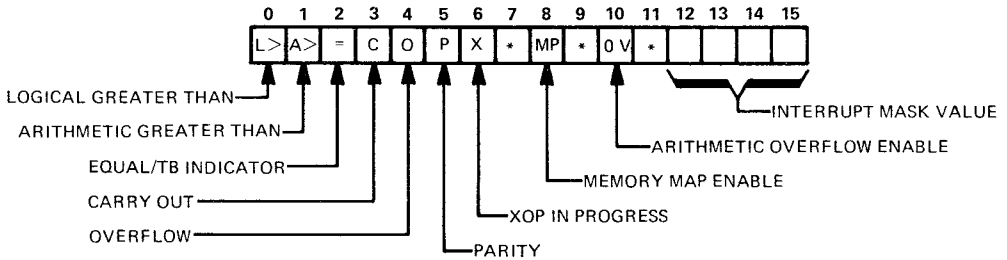 0 1 2 3 4 5 6 7 8 9 10 11 12 13 14 15
L> A> = C O P X * MP * 0 V *
LOGICAL GREATER THAN
INTERRUPT MASK VALUE
ARITHMETIC GREATER THAN
ARITHMETIC OVERFLOW ENABLE
EQUAL/TB INDICATOR
MEMORY MAP ENABLE
CARRY OUT
XOP IN PROGRESS
OVERFLOW
PARITY